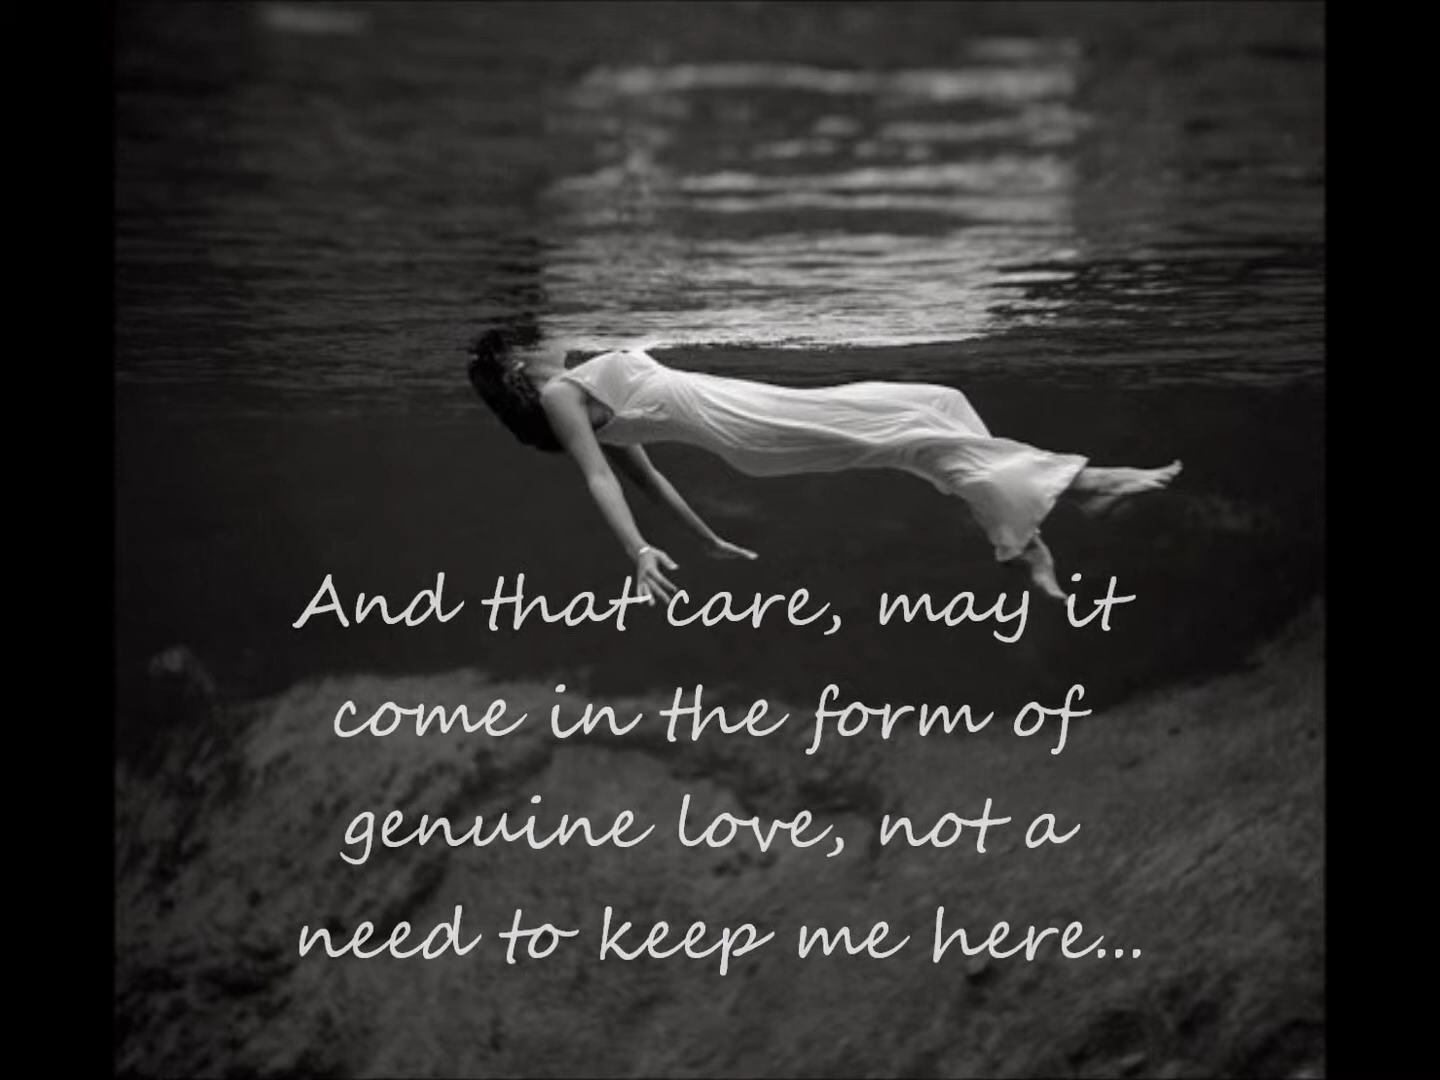 And that care, may it
come in the form of
genuine love, not a
need to keep me here...